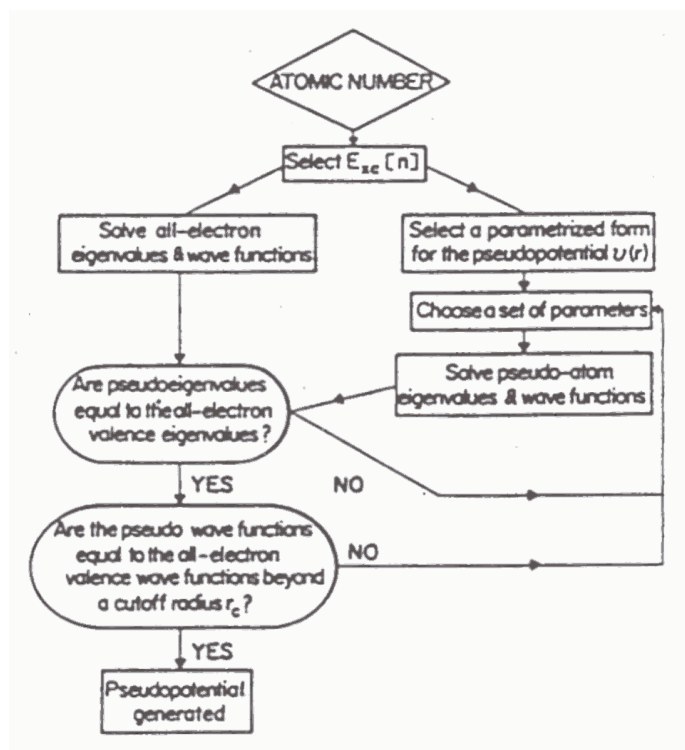 ATOMIC NUMBER
Select E_xc [n]
Solve all-electron
eigenvalues & wave functions
Select a parametrized form
for the pseudopotential υ(r)
Choose a set of parameters
Solve pseudo-atom
eigenvalues & wave functions
Are pseudoeigenvalues
equal to the all-electron
valence eigenvalues?
YES
NO
Are the pseudo wave functions
equal to the all-electron
valence wave functions beyond
a cutoff radius r_c?
NO
YES
Pseudopotential
generated